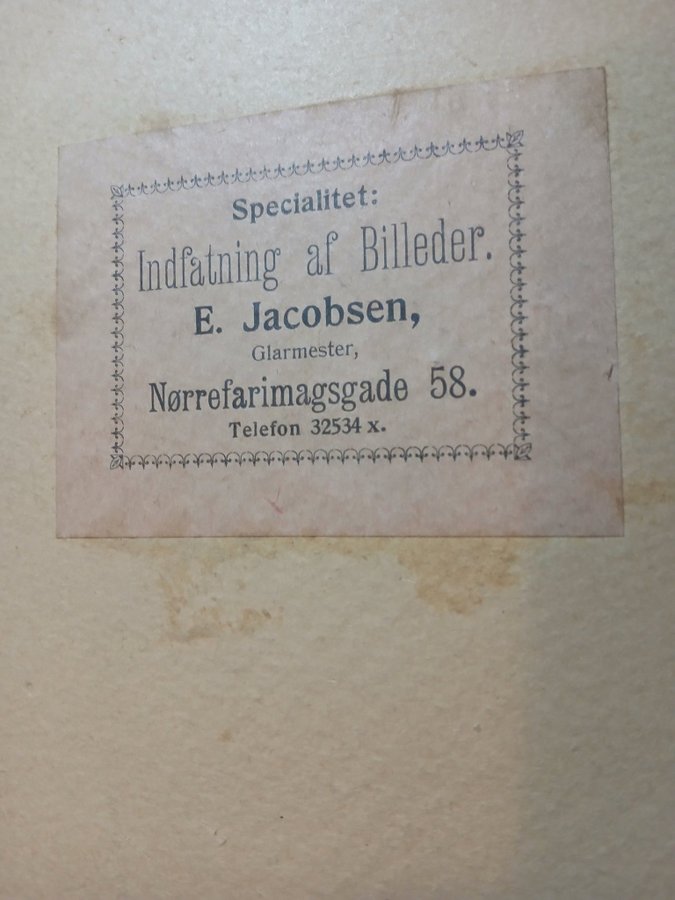 Specialitet:
Indfatning af Billeder.
E. Jacobsen,
Glarmester,
Nørrefarimagsgade 58.
Telefon 32534 x.